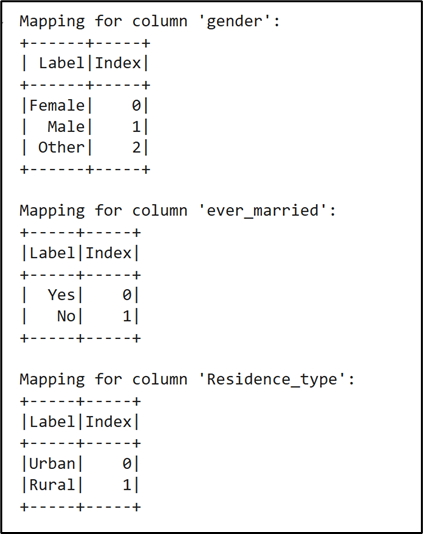 Mapping for column 'gender':
+------+-----+
| Label|Index|
+------+-----+
|Female|    0|
|  Male|    1|
| Other|    2|
+------+-----+
Mapping for column 'ever_married':
+-----+-----+
|Label|Index|
+-----+-----+
|  Yes|    0|
|   No|    1|
+-----+-----+
Mapping for column 'Residence_type':
+-----+-----+
|Label|Index|
+-----+-----+
|Urban|    0|
|Rural|    1|
+-----+-----+